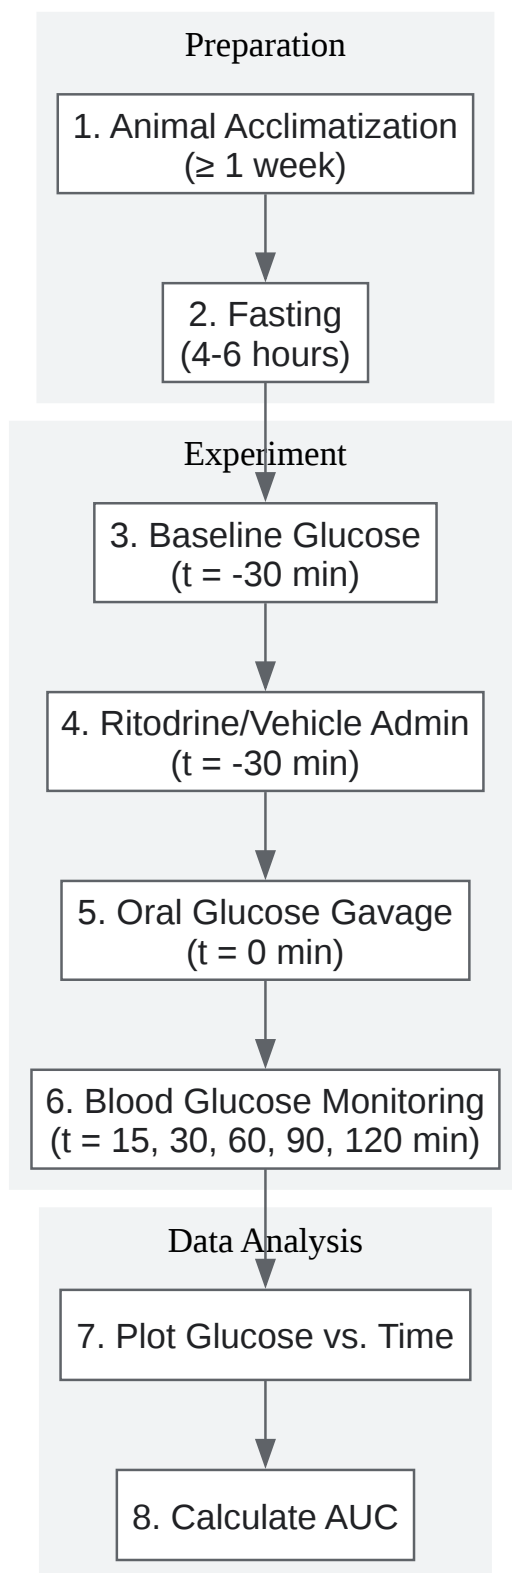 Preparation
1. Animal Acclimatization
(≥ 1 week)
2. Fasting
(4-6 hours)
Experiment
3. Baseline Glucose
(t = -30 min)
4. Ritodrine/Vehicle Admin
(t = -30 min)
5. Oral Glucose Gavage
(t = 0 min)
6. Blood Glucose Monitoring
(t = 15, 30, 60, 90, 120 min)
Data Analysis
7. Plot Glucose vs. Time
8. Calculate AUC